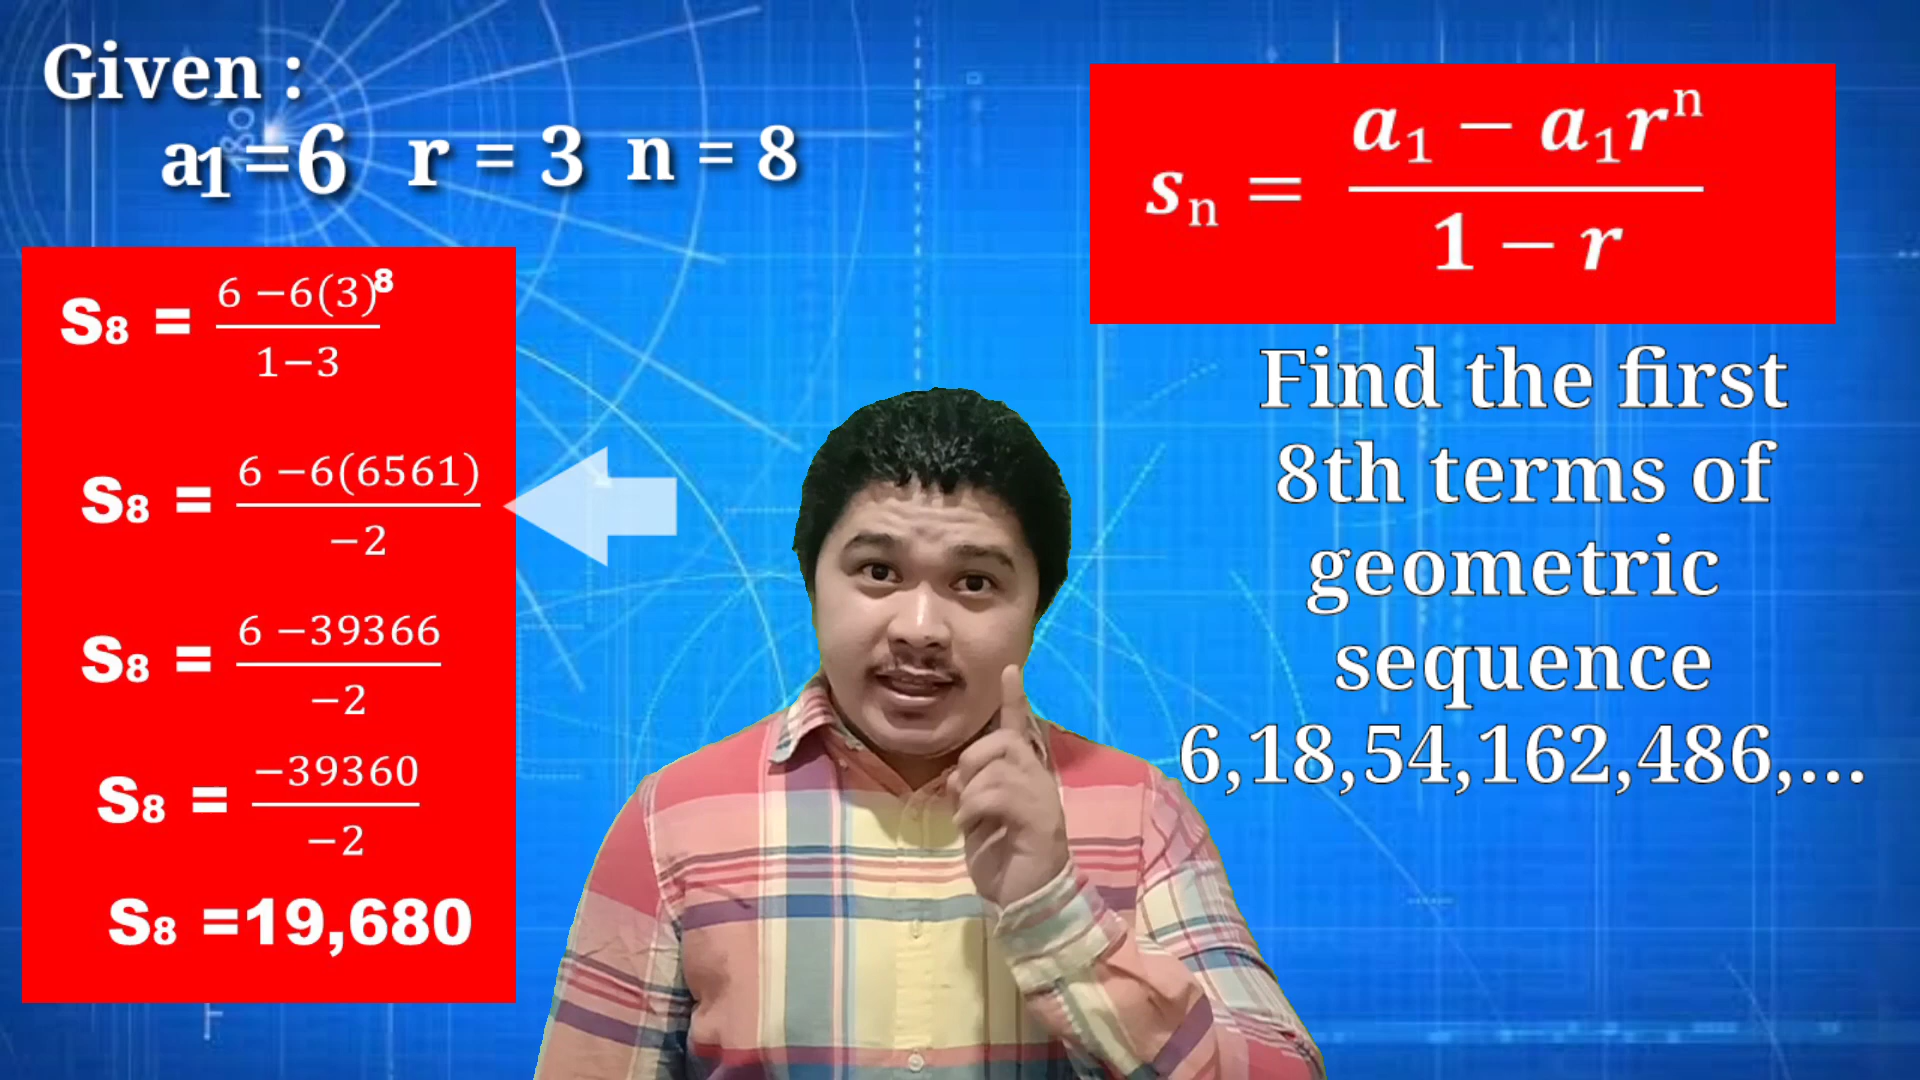 Given :
a₁ =6 r = 3 n = 8
sₙ = (a₁ − a₁rⁿ) / (1 − r)
S₈ = (6 −6(3)⁸) / (1−3)
S₈ = (6 −6(6561)) / (−2)
S₈ = (6 −39366) / (−2)
S₈ = (−39360) / (−2)
S₈ =19,680
Find the first
8th terms of
geometric
sequence
6,18,54,162,486,...